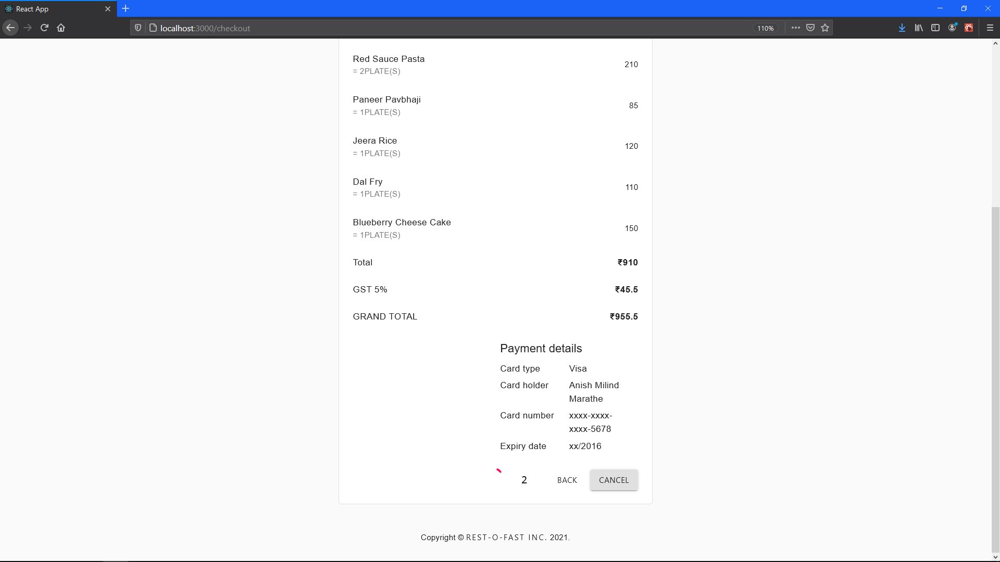 React App
localhost:3000/checkout
110%
Red Sauce Pasta
= 2PLATE(S)
210
Paneer Pavbhaji
= 1PLATE(S)
85
Jeera Rice
= 1PLATE(S)
120
Dal Fry
= 1PLATE(S)
110
Blueberry Cheese Cake
= 1PLATE(S)
150
Total ₹910
GST 5% ₹45.5
GRAND TOTAL ₹955.5
Payment details
Card type Visa
Card holder Anish Milind
Marathe
Card number xxxx-xxxx-
xxxx-5678
Expiry date xx/2016
2 BACK CANCEL
Copyright © REST-O-FAST INC. 2021.